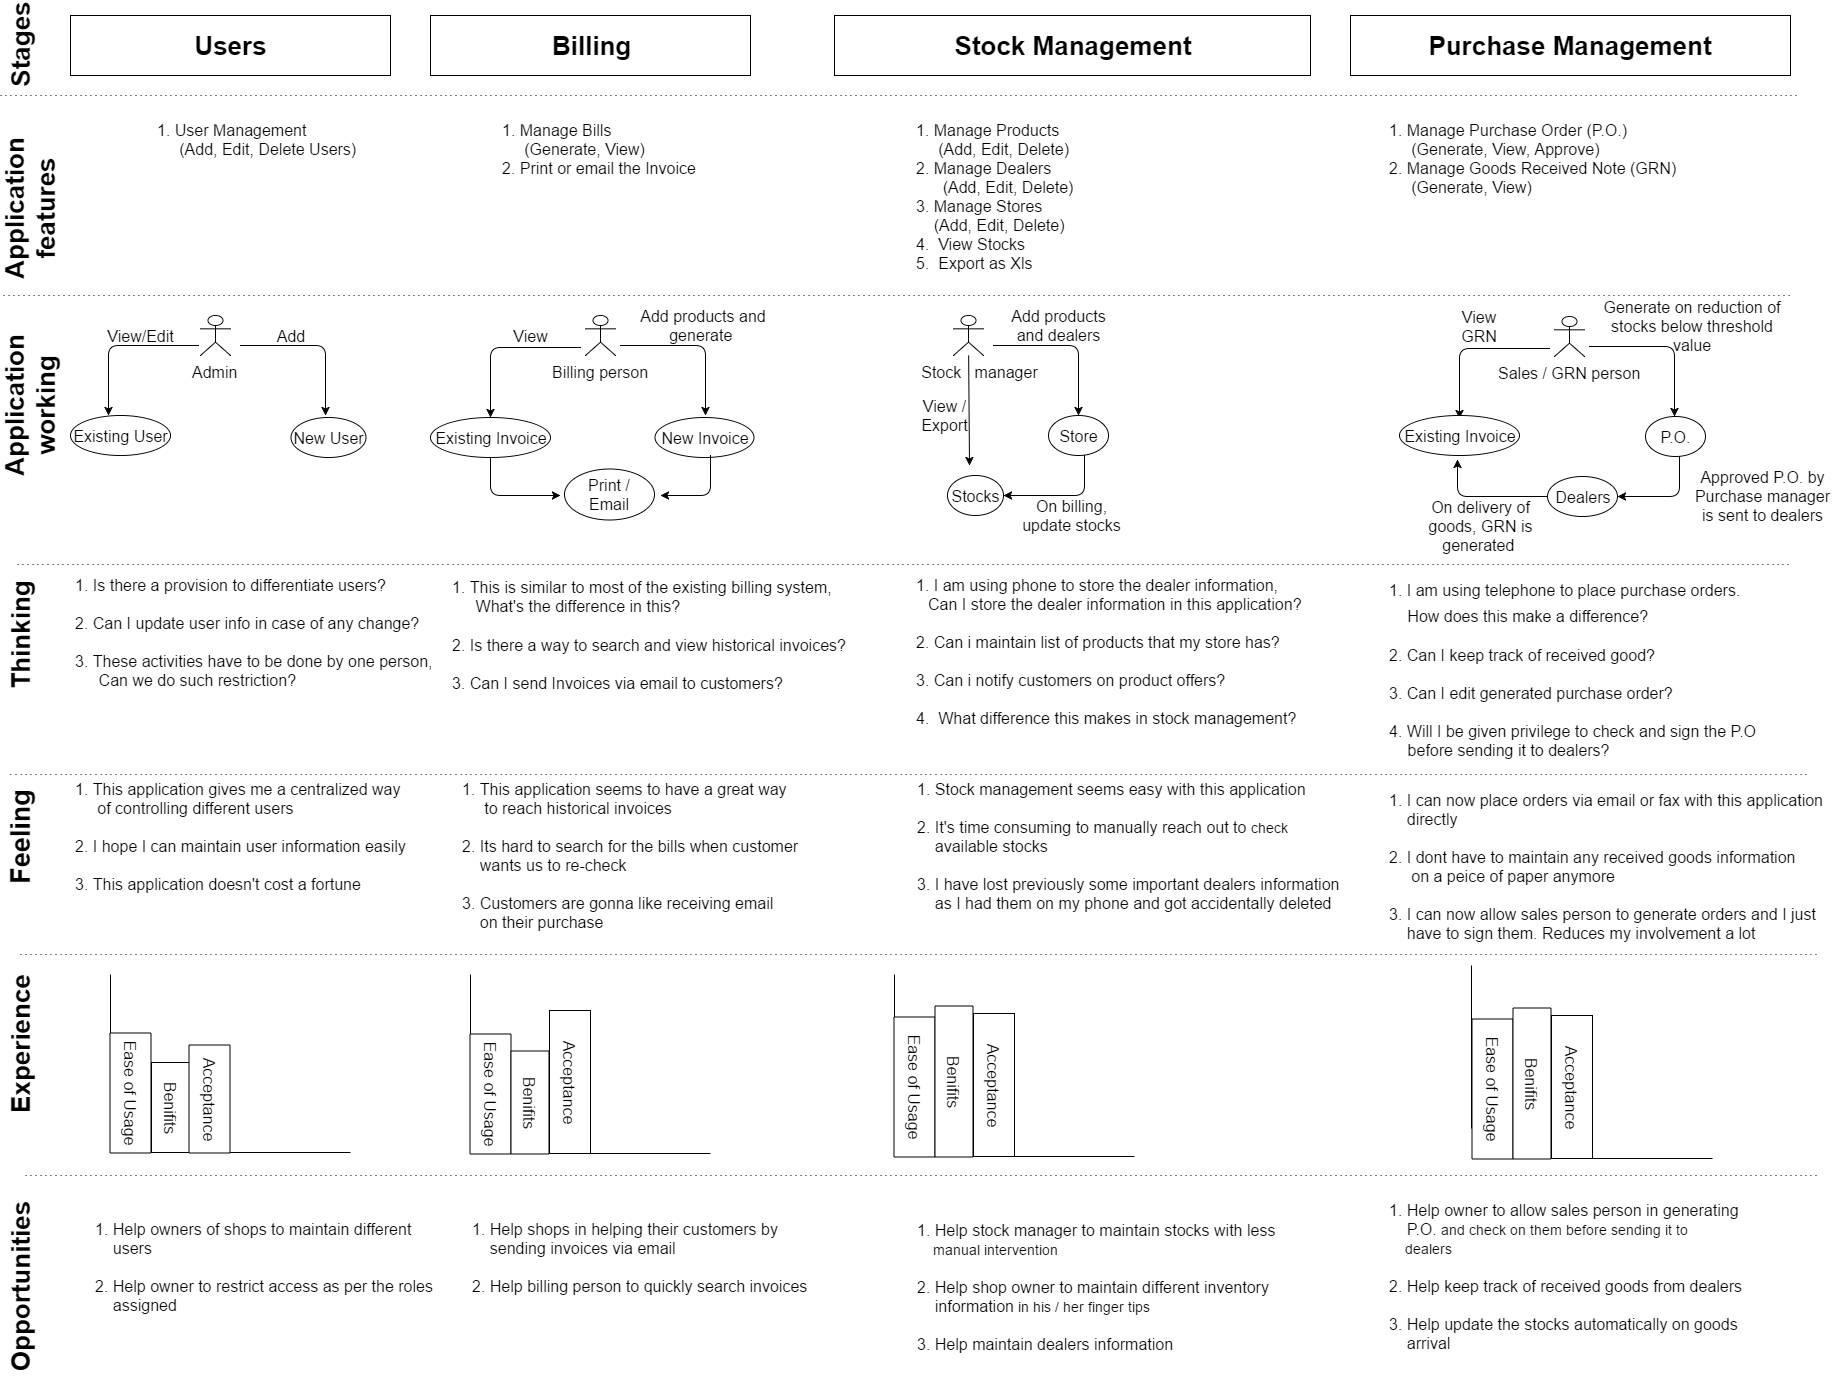 Stages
Users
Billing
Stock Management
Purchase Management
Application
features
1. User Management
(Add, Edit, Delete Users)
1. Manage Bills
(Generate, View)
2. Print or email the Invoice
1. Manage Products
(Add, Edit, Delete)
2. Manage Dealers
(Add, Edit, Delete)
3. Manage Stores
(Add, Edit, Delete)
4. View Stocks
5. Export as Xls
1. Manage Purchase Order (P.O.)
(Generate, View, Approve)
2. Manage Goods Received Note (GRN)
(Generate, View)
Application
working
View/Edit
Add
Admin
Existing User
New User
View
Add products and
generate
Billing person
Existing Invoice
New Invoice
Print /
Email
Add products
and dealers
Stock manager
View /
Export
Store
Stocks
On billing,
update stocks
View
GRN
Generate on reduction of
stocks below threshold
value
Sales / GRN person
Existing Invoice
P.O.
Dealers
Approved P.O. by
Purchase manager
is sent to dealers
On delivery of
goods, GRN is
generated
Thinking
1. Is there a provision to differentiate users?
2. Can I update user info in case of any change?
3. These activities have to be done by one person,
Can we do such restriction?
1. This is similar to most of the existing billing system,
What's the difference in this?
2. Is there a way to search and view historical invoices?
3. Can I send Invoices via email to customers?
1. I am using phone to store the dealer information,
Can I store the dealer information in this application?
2. Can i maintain list of products that my store has?
3. Can i notify customers on product offers?
4. What difference this makes in stock management?
1. I am using telephone to place purchase orders.
How does this make a difference?
2. Can I keep track of received good?
3. Can I edit generated purchase order?
4. Will I be given privilege to check and sign the P.O
before sending it to dealers?
Feeling
1. This application gives me a centralized way
of controlling different users
2. I hope I can maintain user information easily
3. This application doesn't cost a fortune
1. This application seems to have a great way
to reach historical invoices
2. Its hard to search for the bills when customer
wants us to re-check
3. Customers are gonna like receiving email
on their purchase
1. Stock management seems easy with this application
2. It's time consuming to manually reach out to check
available stocks
3. I have lost previously some important dealers information
as I had them on my phone and got accidentally deleted
1. I can now place orders via email or fax with this application
directly
2. I dont have to maintain any received goods information
on a peice of paper anymore
3. I can now allow sales person to generate orders and I just
have to sign them. Reduces my involvement a lot
Experience
Ease of Usage
Benifits
Acceptance
Ease of Usage
Benifits
Acceptance
Ease of Usage
Benifits
Acceptance
Ease of Usage
Benifits
Acceptance
Opportunities
1. Help owners of shops to maintain different
users
2. Help owner to restrict access as per the roles
assigned
1. Help shops in helping their customers by
sending invoices via email
2. Help billing person to quickly search invoices
1. Help stock manager to maintain stocks with less
manual intervention
2. Help shop owner to maintain different inventory
information in his / her finger tips
3. Help maintain dealers information
1. Help owner to allow sales person in generating
P.O. and check on them before sending it to
dealers
2. Help keep track of received goods from dealers
3. Help update the stocks automatically on goods
arrival